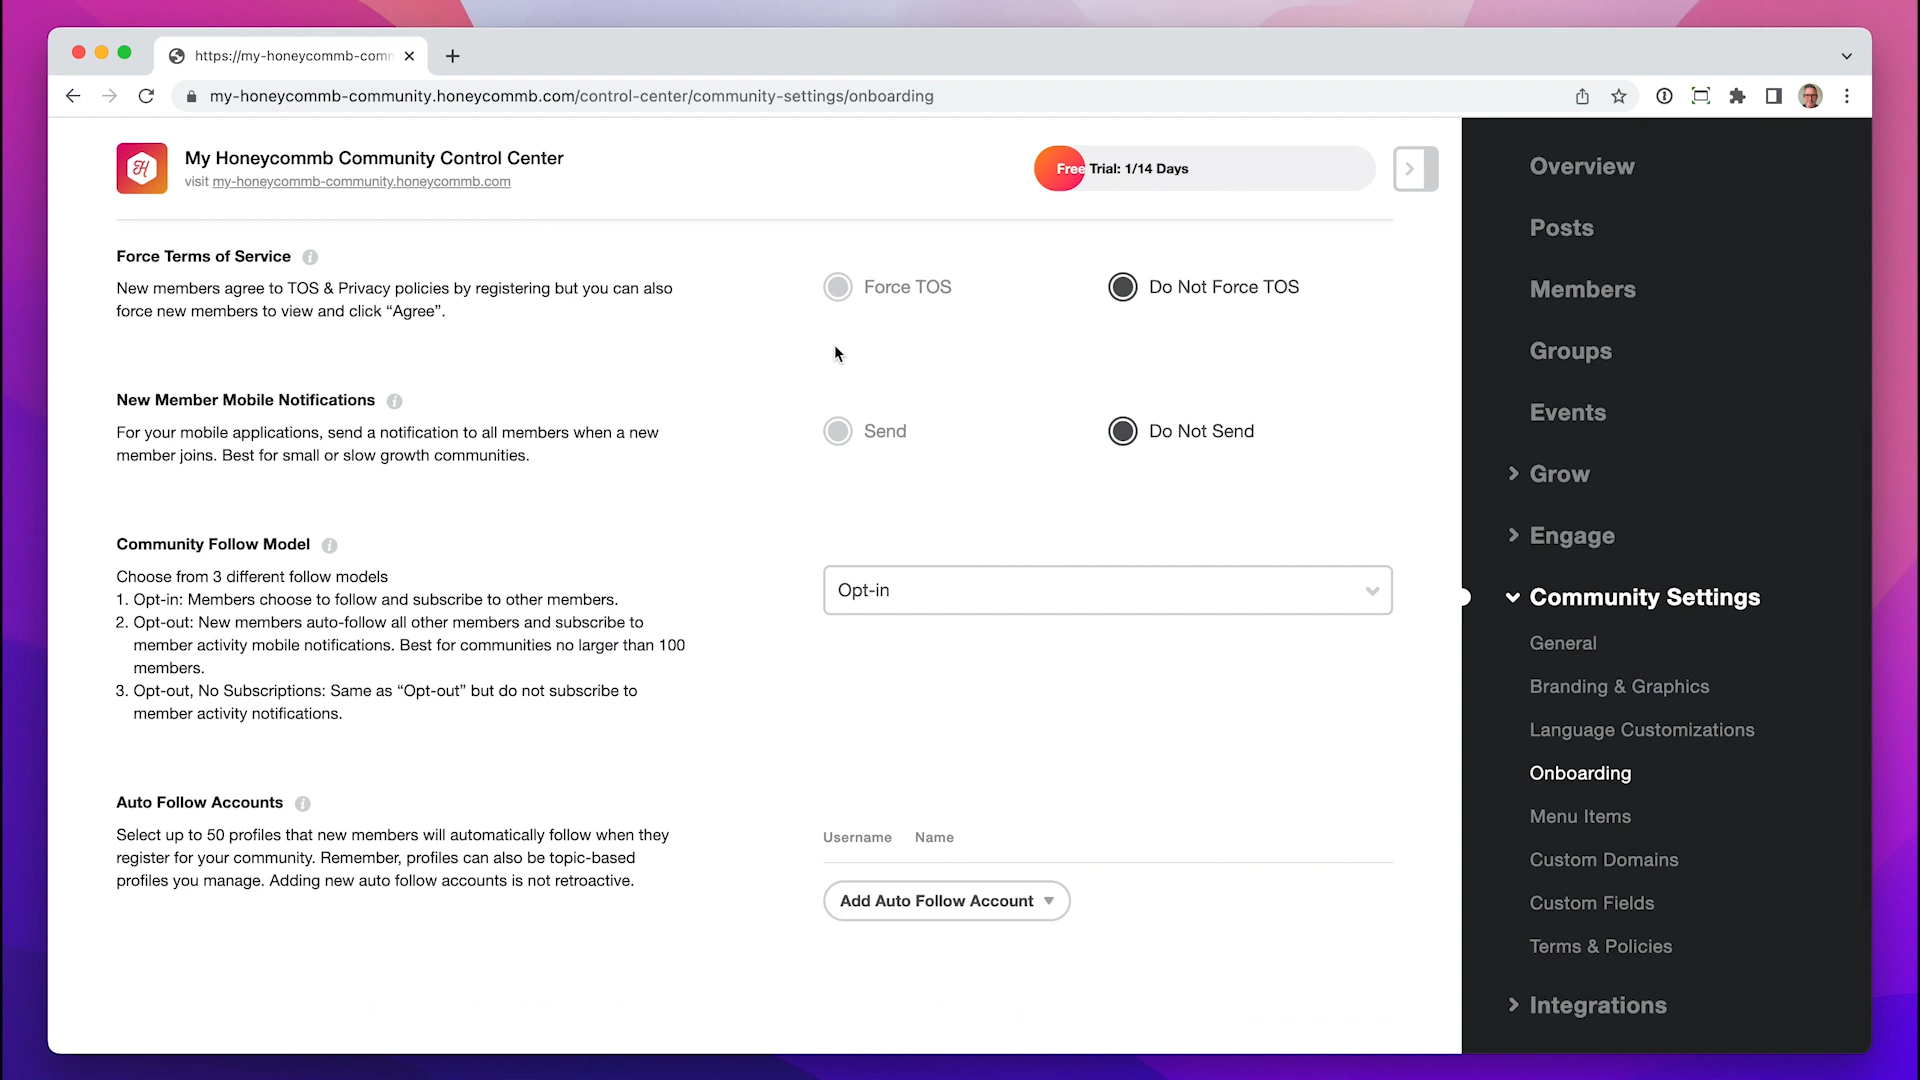 https://my-honeycommb-comm
my-honeycommb-community.honeycommb.com/control-center/community-settings/onboarding
My Honeycommb Community Control Center
visit my-honeycommb-community.honeycommb.com
Free Trial: 1/14 Days
Force Terms of Service
New members agree to TOS & Privacy policies by registering but you can also
force new members to view and click “Agree”.
Force TOS
Do Not Force TOS
New Member Mobile Notifications
For your mobile applications, send a notification to all members when a new
member joins. Best for small or slow growth communities.
Send
Do Not Send
Community Follow Model
Choose from 3 different follow models
1. Opt-in: Members choose to follow and subscribe to other members.
2. Opt-out: New members auto-follow all other members and subscribe to
member activity mobile notifications. Best for communities no larger than 100
members.
3. Opt-out, No Subscriptions: Same as “Opt-out” but do not subscribe to
member activity notifications.
Opt-in
Auto Follow Accounts
Select up to 50 profiles that new members will automatically follow when they
register for your community. Remember, profiles can also be topic-based
profiles you manage. Adding new auto follow accounts is not retroactive.
Username Name
Add Auto Follow Account
Overview
Posts
Members
Groups
Events
Grow
Engage
Community Settings
General
Branding & Graphics
Language Customizations
Onboarding
Menu Items
Custom Domains
Custom Fields
Terms & Policies
Integrations